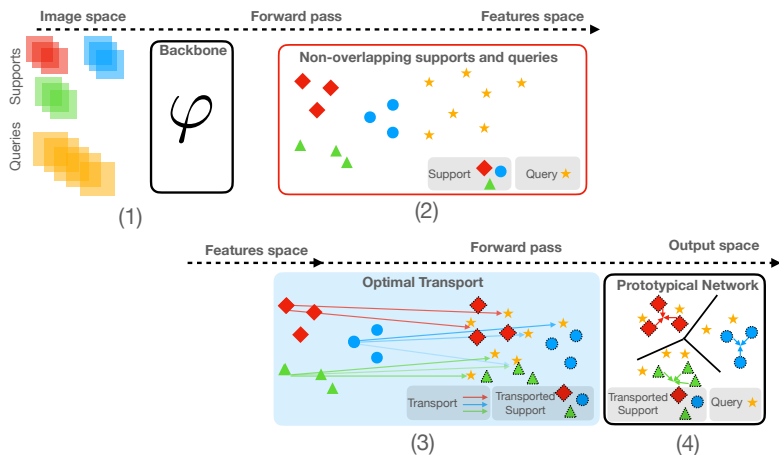 Image space
Forward pass
Features space
Supports
Queries
Backbone
φ
(1)
Non-overlapping supports and queries
Support
Query
(2)
Features space
Forward pass
Output space
Optimal Transport
Transport
Transported
Support
(3)
Prototypical Network
Transported
Support
Query
(4)